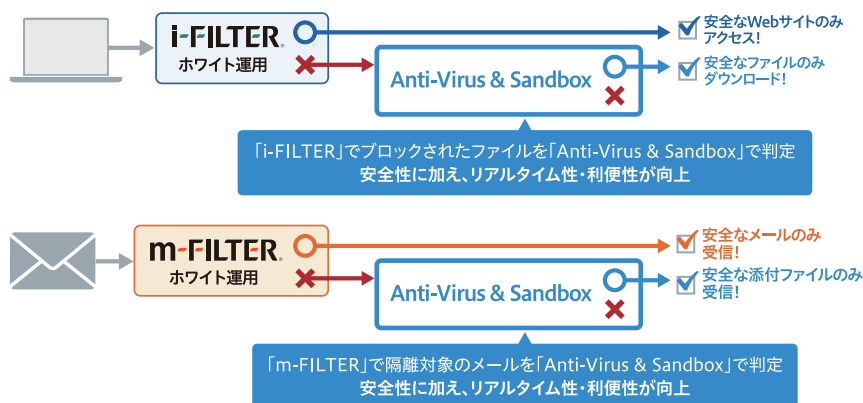 i-FILTER®
ホワイト運用
Anti-Virus & Sandbox
安全なWebサイトのみ
アクセス!
安全なファイルのみ
ダウンロード!
「i-FILTER」でブロックされたファイルを「Anti-Virus & Sandbox」で判定
安全性に加え、リアルタイム性・利便性が向上
m-FILTER®
ホワイト運用
Anti-Virus & Sandbox
安全なメールのみ
受信!
安全な添付ファイルのみ
受信!
「m-FILTER」で隔離対象のメールを「Anti-Virus & Sandbox」で判定
安全性に加え、リアルタイム性・利便性が向上